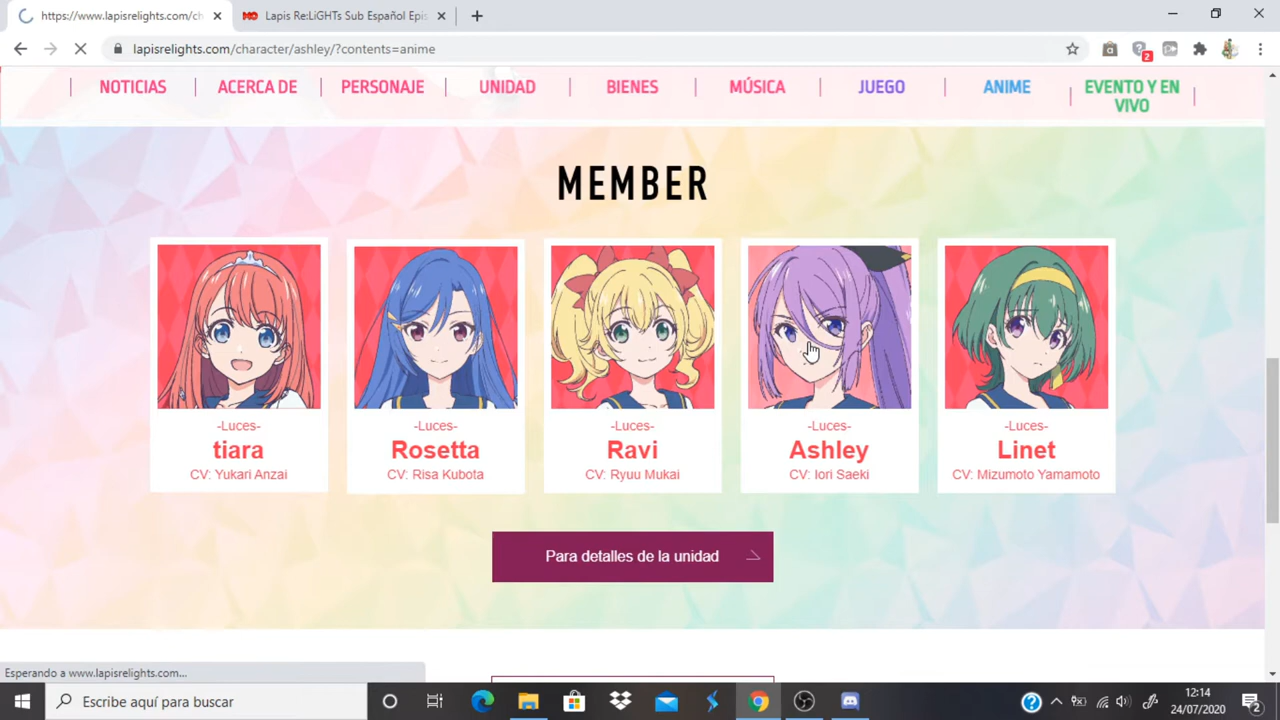 https://www.lapisrelights.com/ch
Lapis Re:LiGHTs Sub Español Epis
lapisrelights.com/character/ashley/?contents=anime
2
NOTICIAS
ACERCA DE
PERSONAJE
UNIDAD
BIENES
MÚSICA
JUEGO
ANIME
EVENTO Y EN
VIVO
MEMBER
-Luces-
tiara
CV: Yukari Anzai
-Luces-
Rosetta
CV: Risa Kubota
-Luces-
Ravi
CV: Ryuu Mukai
-Luces-
Ashley
CV: Iori Saeki
-Luces-
Linet
CV: Mizumoto Yamamoto
Para detalles de la unidad
Esperando a www.lapisrelights.com...
Escribe aquí para buscar
12:14
24/07/2020
2